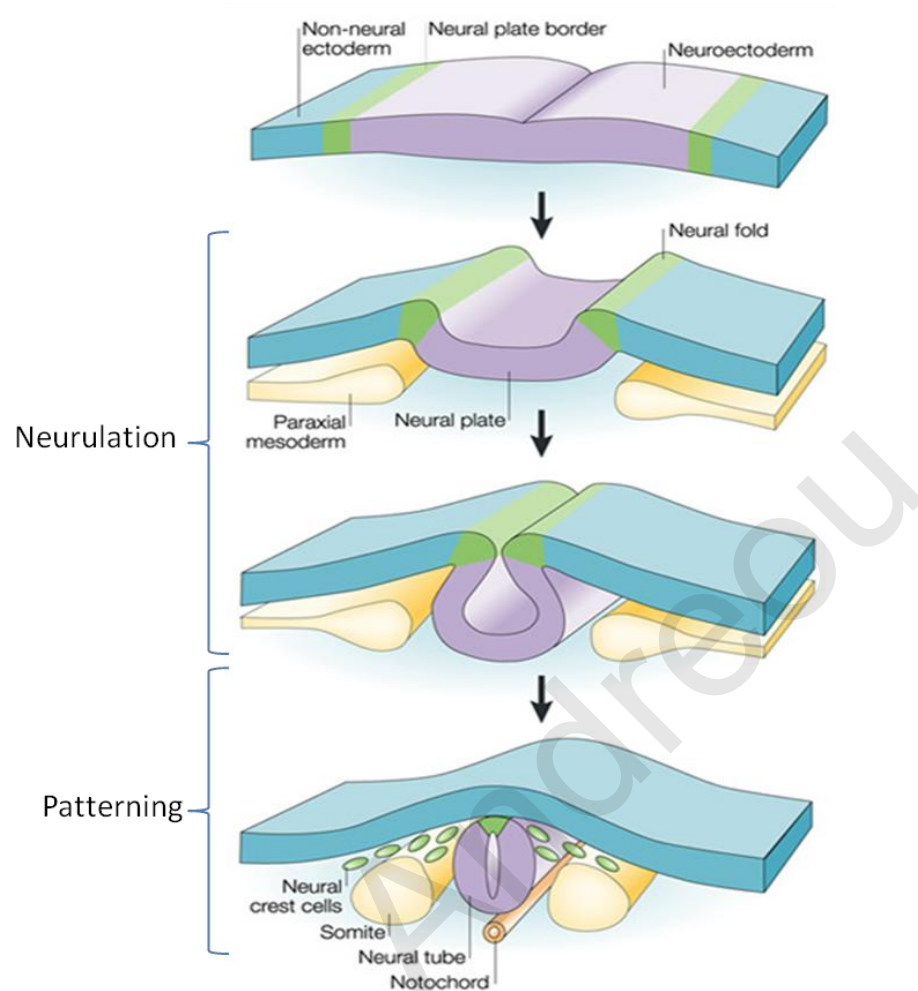 Non-neural
ectoderm
Neural plate border
Neuroectoderm
Neural fold
Paraxial
mesoderm
Neural plate
Neurulation
Patterning
Neural
crest cells
Somite
Neural tube
Notochord
Andreou